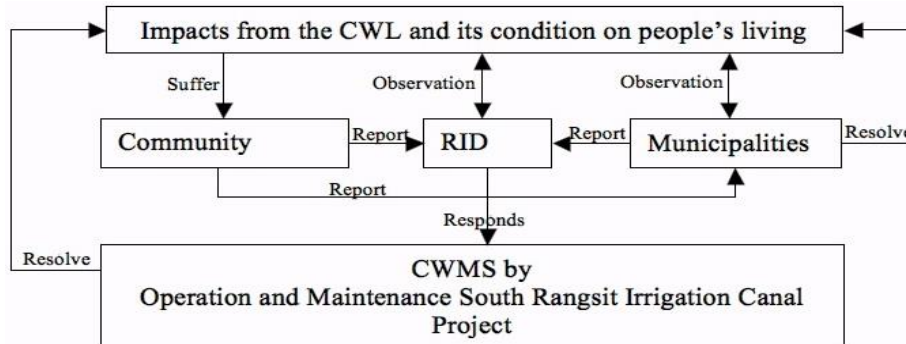 Impacts from the CWL and its condition on people’s living
Suffer
Observation
Observation
Community
Report
RID
Report
Municipalities
Resolve
Report
Responds
Resolve
CWMS by
Operation and Maintenance South Rangsit Irrigation Canal
Project